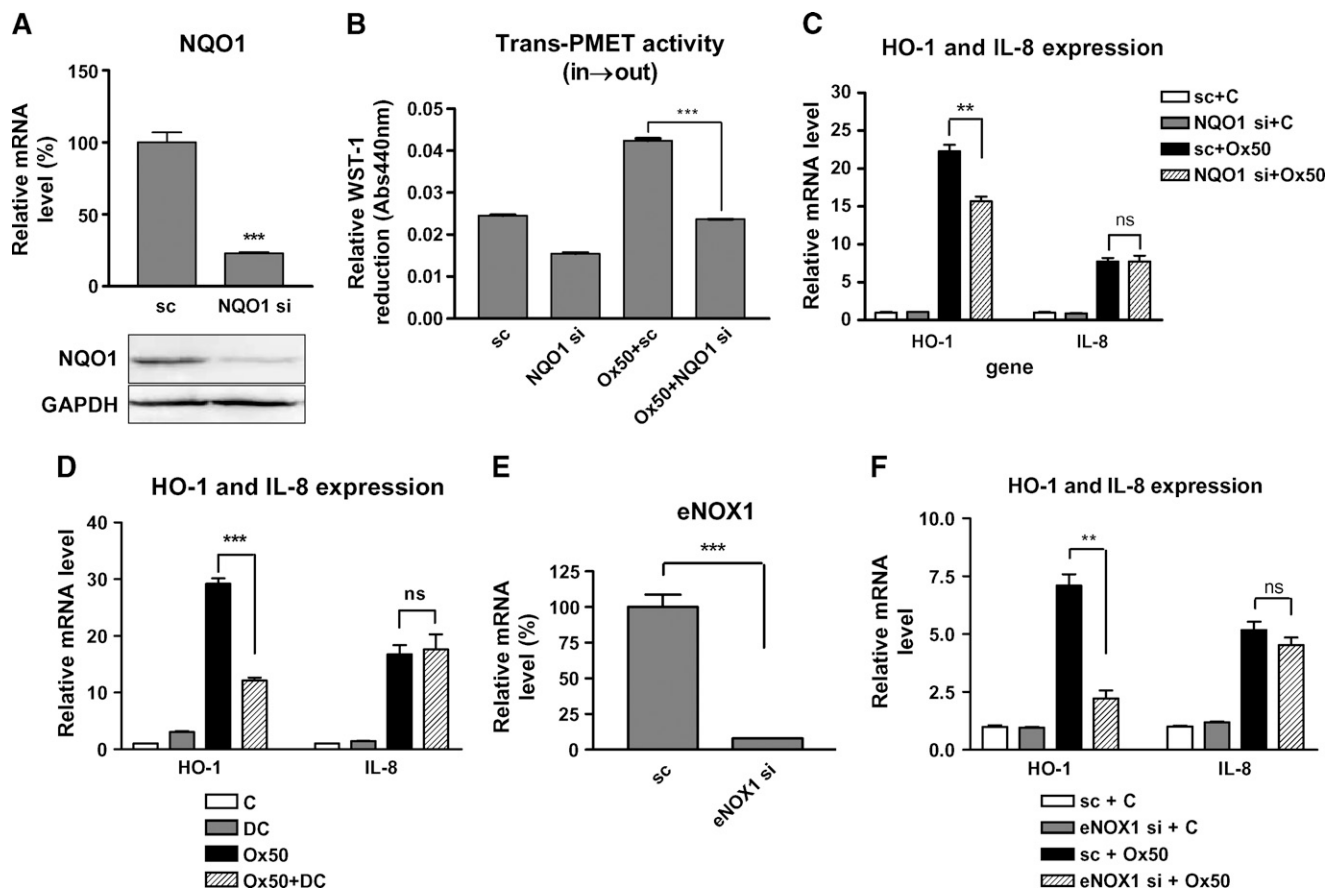 A
NQO1
Relative mRNA
level (%)
150
100
50
0
***
sc
NQO1 si
NQO1
GAPDH
B
Trans-PMET activity
(in→out)
Relative WST-1
reduction (Abs440nm)
0.05
0.04
0.03
0.02
0.01
0.00
***
sc
NQO1 si
Ox50+sc
Ox50+NQO1 si
C
HO-1 and IL-8 expression
Relative mRNA level
30
25
20
15
10
5
0
**
ns
HO-1
IL-8
gene
sc+C
NQO1 si+C
sc+Ox50
NQO1 si+Ox50
D
HO-1 and IL-8 expression
Relative mRNA level
40
30
20
10
0
***
ns
HO-1
IL-8
C
DC
Ox50
Ox50+DC
E
eNOX1
Relative mRNA
level (%)
125
100
75
50
25
0
***
sc
eNOX1 si
F
HO-1 and IL-8 expression
Relative mRNA
level
10.0
7.5
5.0
2.5
0.0
**
ns
HO-1
IL-8
sc + C
eNOX1 si + C
sc + Ox50
eNOX1 si + Ox50